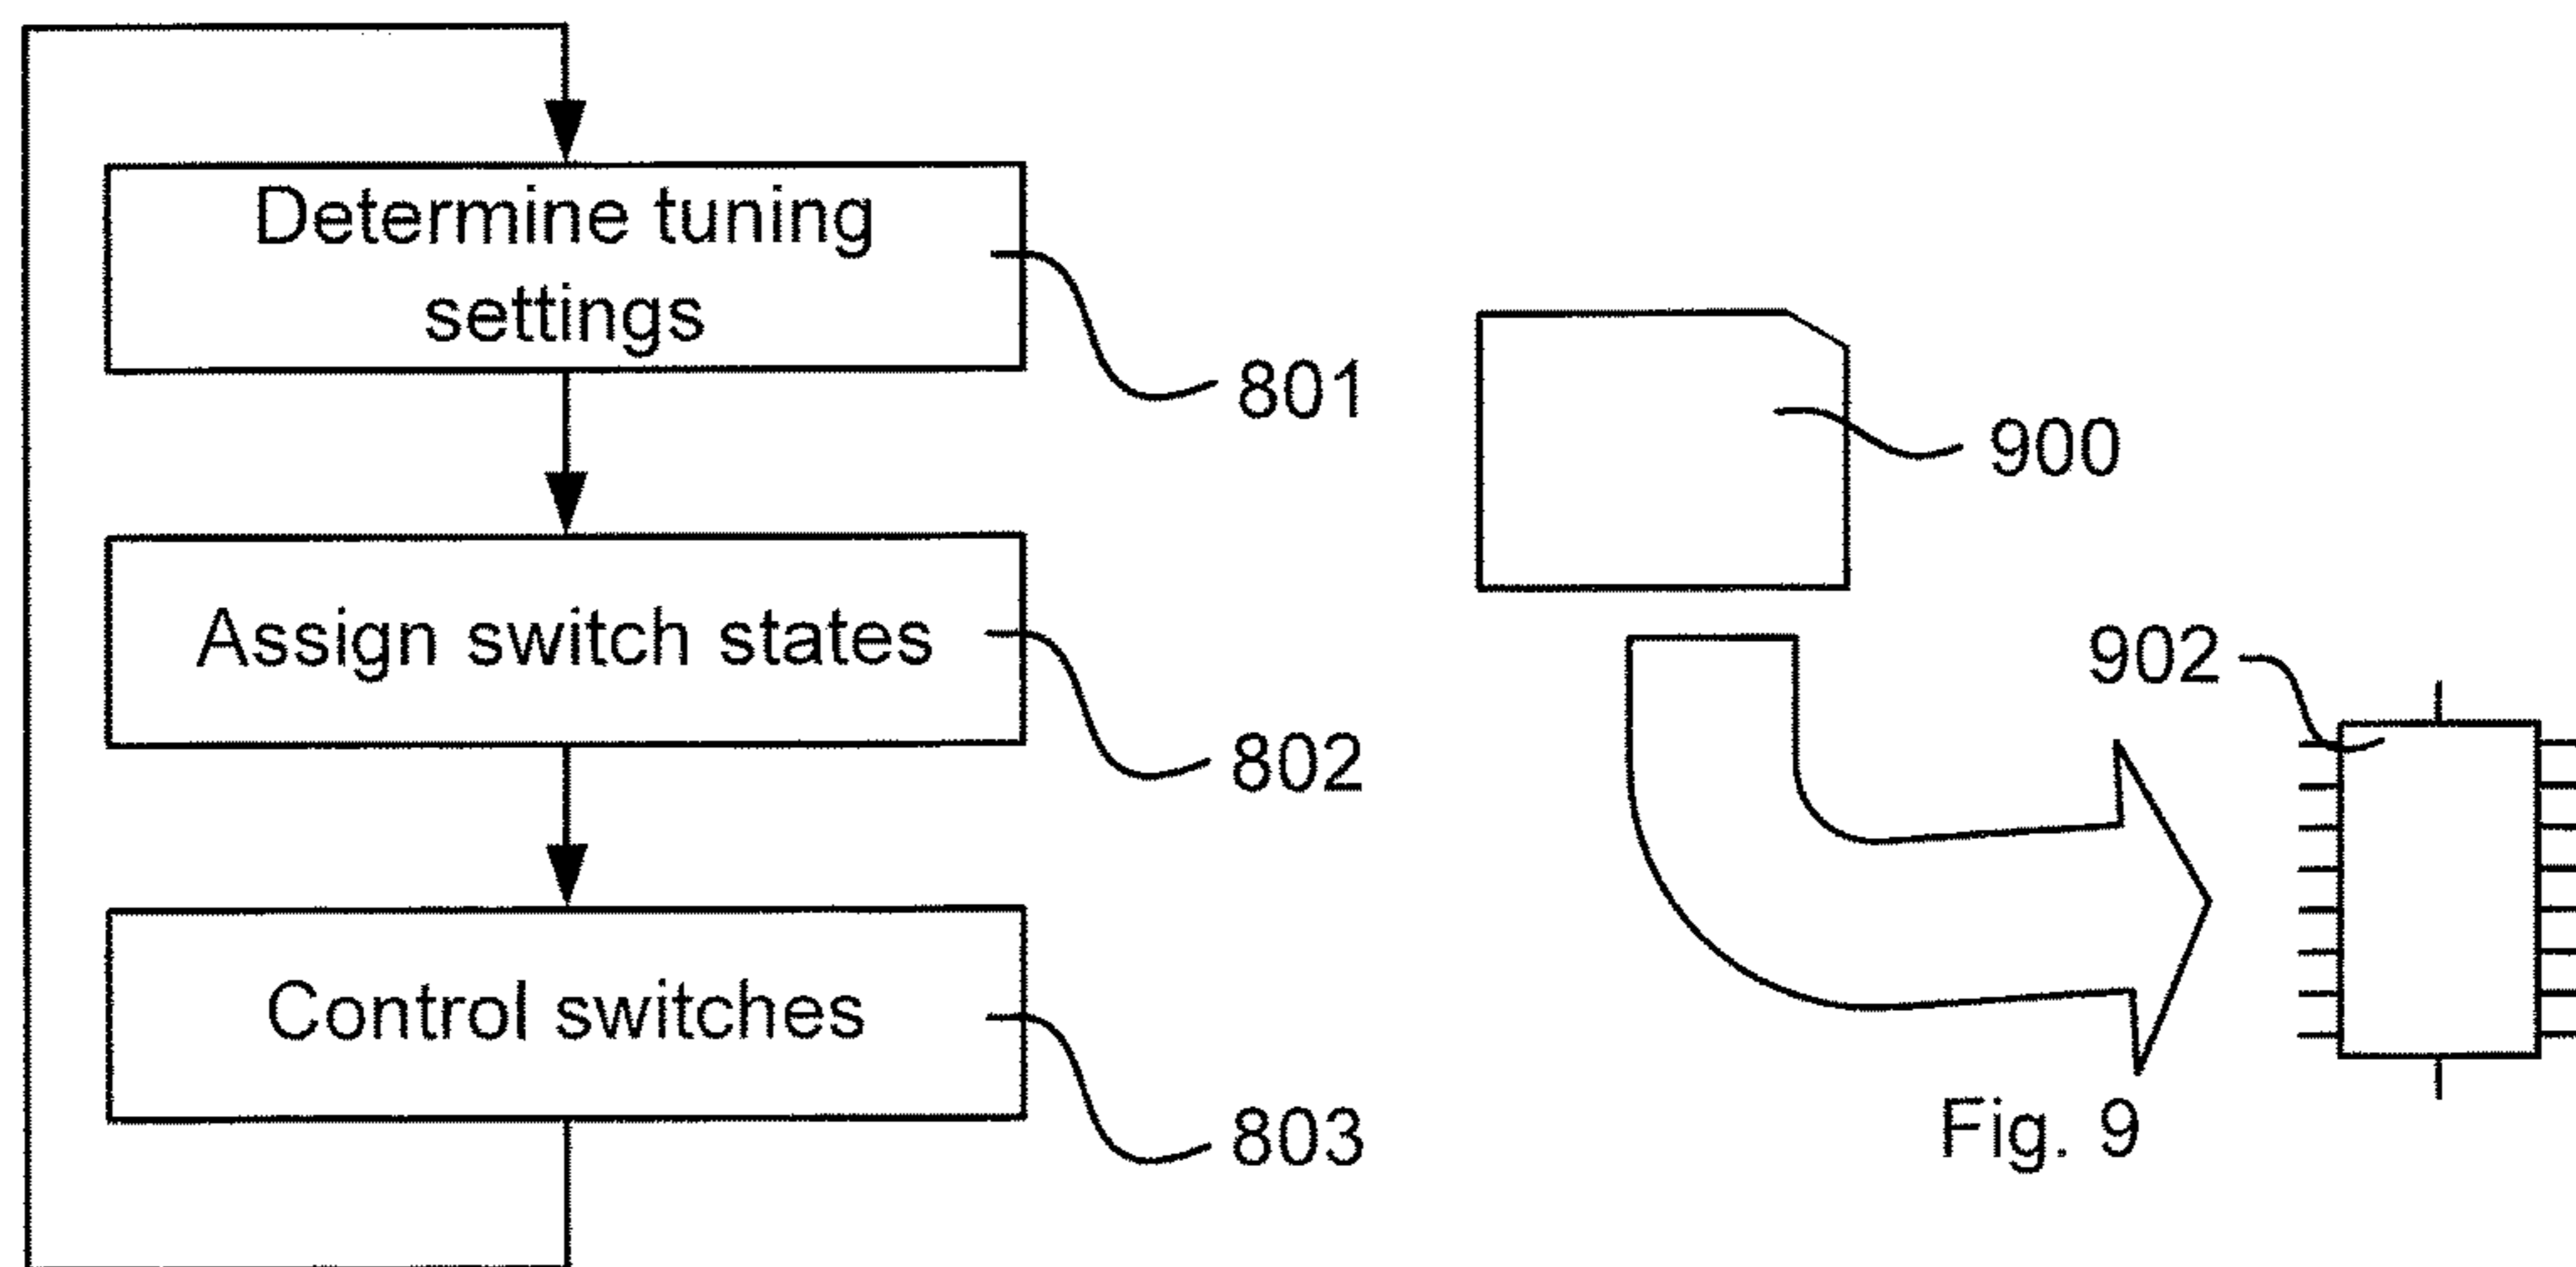 Determine tuning
settings
801
Assign switch states
802
Control switches
803
900
902
Fig. 9